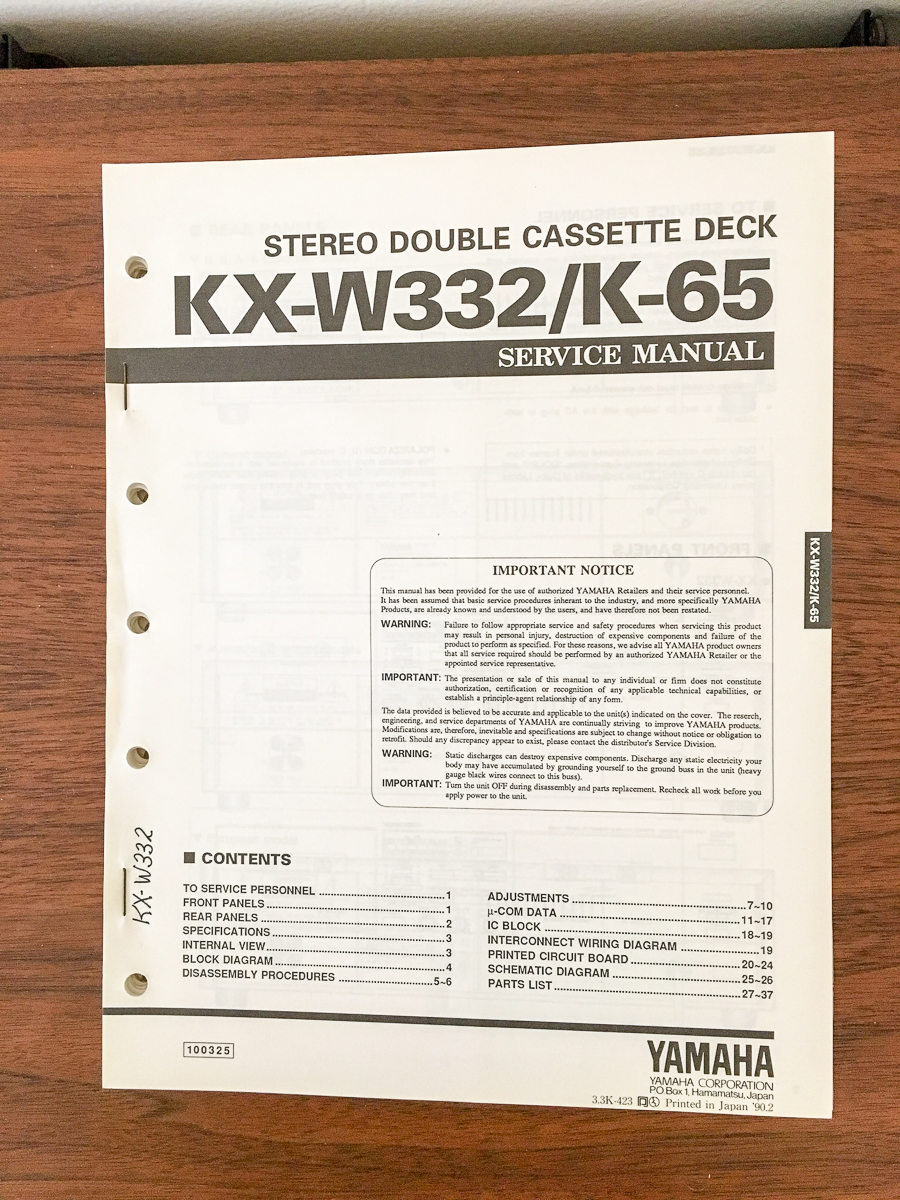 STEREO DOUBLE CASSETTE DECK
KX-W332/K-65
SERVICE MANUAL
KX-W332/K-65
IMPORTANT NOTICE
This manual has been provided for the use of authorized YAMAHA Retailers and their service personnel.
It has been assumed that basic service procedures inherant to the industry, and more specifically YAMAHA
Products, are already known and understood by the users, and have therefore not been restated.
WARNING: Failure to follow appropriate service and safety procedures when servicing this product
may result in personal injury, destruction of expensive components and failure of the
product to perform as specified. For these reasons, we advise all YAMAHA product owners
that all service required should be performed by an authorized YAMAHA Retailer or the
appointed service representative.
IMPORTANT: The presentation or sale of this manual to any individual or firm does not constitute
authorization, certification or recognition of any applicable technical capabilities, or
establish a principle-agent relationship of any form.
The data provided is believed to be accurate and applicable to the unit(s) indicated on the cover. The reserch,
engineering, and service departments of YAMAHA are continually striving to improve YAMAHA products.
Modifications are, therefore, inevitable and specifications are subject to change without notice or obligation to
retrofit. Should any discrepancy appear to exist, please contact the distributor's Service Division.
WARNING: Static discharges can destroy expensive components. Discharge any static electricity your
body may have accumulated by grounding yourself to the ground buss in the unit (heavy
gauge black wires connect to this buss).
IMPORTANT: Turn the unit OFF during disassembly and parts replacement. Recheck all work before you
apply power to the unit.
KX-W332
■ CONTENTS
TO SERVICE PERSONNEL ........ 1
FRONT PANELS ........ 1
REAR PANELS ........ 2
SPECIFICATIONS ........ 3
INTERNAL VIEW ........ 3
BLOCK DIAGRAM ........ 4
DISASSEMBLY PROCEDURES ........ 5~6
ADJUSTMENTS ........ 7~10
μ-COM DATA ........ 11~17
IC BLOCK ........ 18~19
INTERCONNECT WIRING DIAGRAM ........ 19
PRINTED CIRCUIT BOARD ........ 20~24
SCHEMATIC DIAGRAM ........ 25~26
PARTS LIST ........ 27~37
100325
YAMAHA
YAMAHA CORPORATION
PO Box 1, Hamamatsu, Japan
3.3K-423 Printed in Japan '90.2